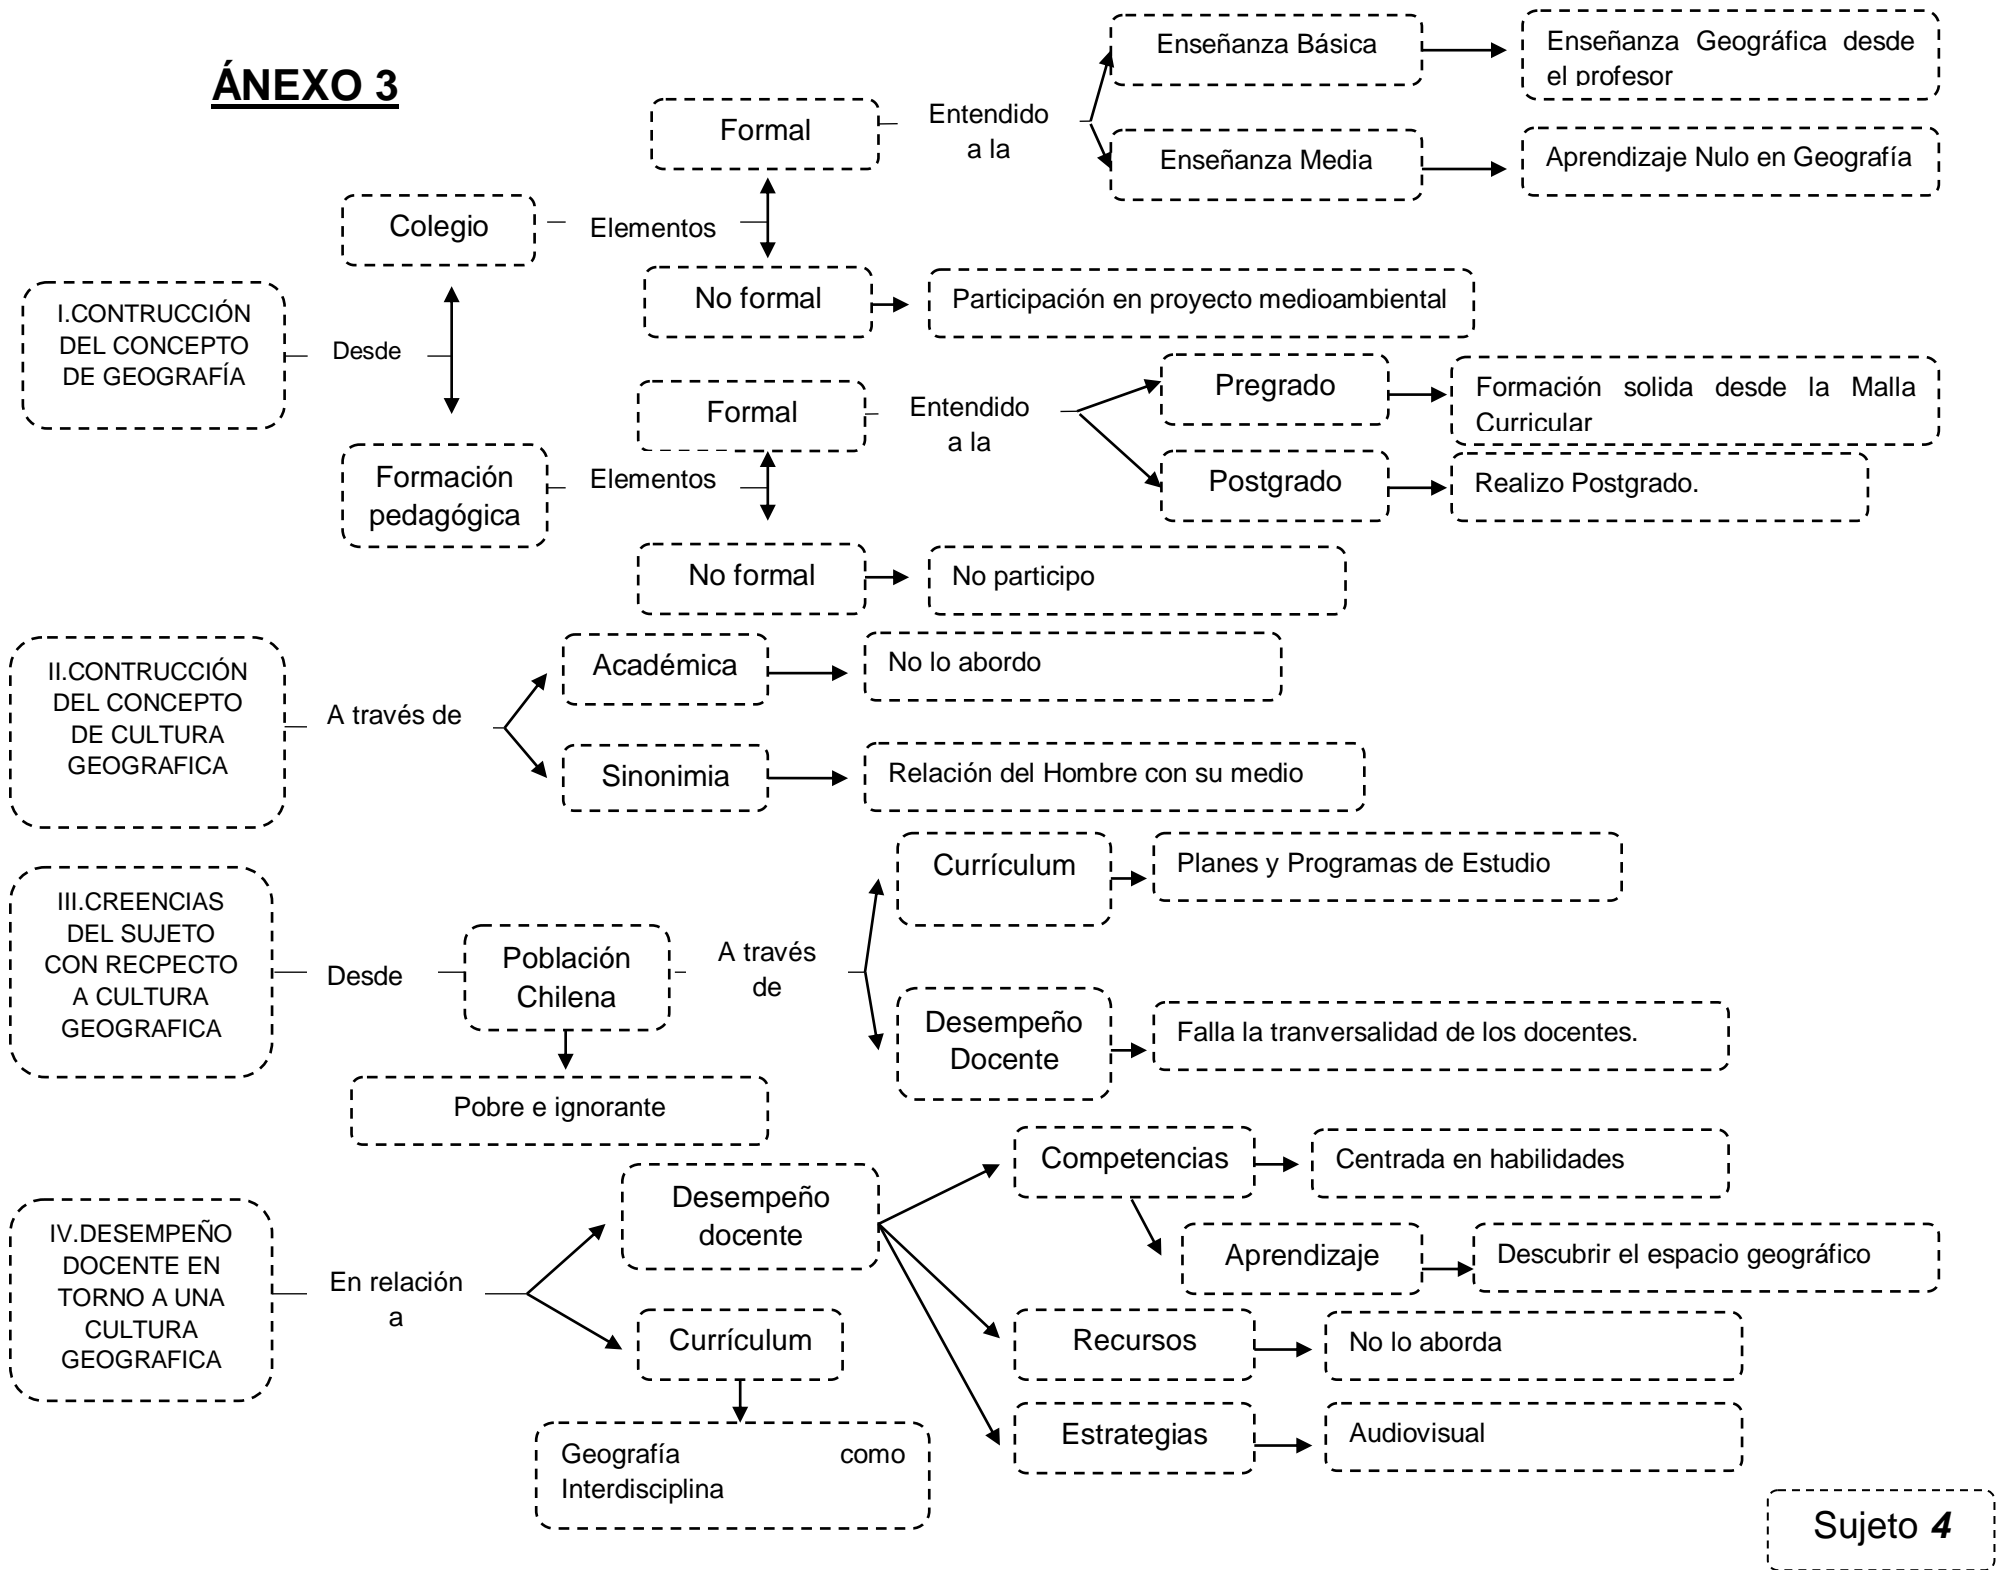 ÁNEXO 3
Enseñanza Básica
Enseñanza Geográfica desde
el profesor
Formal
Entendido
a la
Enseñanza Media
Aprendizaje Nulo en Geografía
Colegio
Elementos
No formal
Participación en proyecto medioambiental
I.CONTRUCCIÓN
DEL CONCEPTO
DE GEOGRAFÍA
Desde
Formal
Entendido
a la
Pregrado
Formación solida desde la Malla
Curricular
Formación
pedagógica
Elementos
Postgrado
Realizo Postgrado.
No formal
No participo
II.CONTRUCCIÓN
DEL CONCEPTO
DE CULTURA
GEOGRAFICA
A través de
Académica
No lo abordo
Sinonimia
Relación del Hombre con su medio
III.CREENCIAS
DEL SUJETO
CON RECPECTO
A CULTURA
GEOGRAFICA
Desde
Población
Chilena
A través
de
Currículum
Planes y Programas de Estudio
Desempeño
Docente
Falla la tranversalidad de los docentes.
Pobre e ignorante
IV.DESEMPEÑO
DOCENTE EN
TORNO A UNA
CULTURA
GEOGRAFICA
En relación
a
Desempeño
docente
Competencias
Centrada en habilidades
Aprendizaje
Descubrir el espacio geográfico
Currículum
Recursos
No lo aborda
Estrategias
Audiovisual
Geografía como
Interdisciplina
Sujeto 4